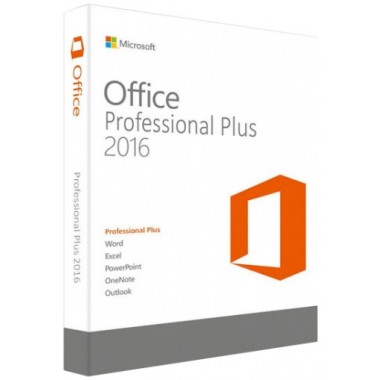 Office
Professional Plus 2016
Microsoft
Office
Professional Plus
2016
Professional Plus
Word
Excel
PowerPoint
OneNote
Outlook